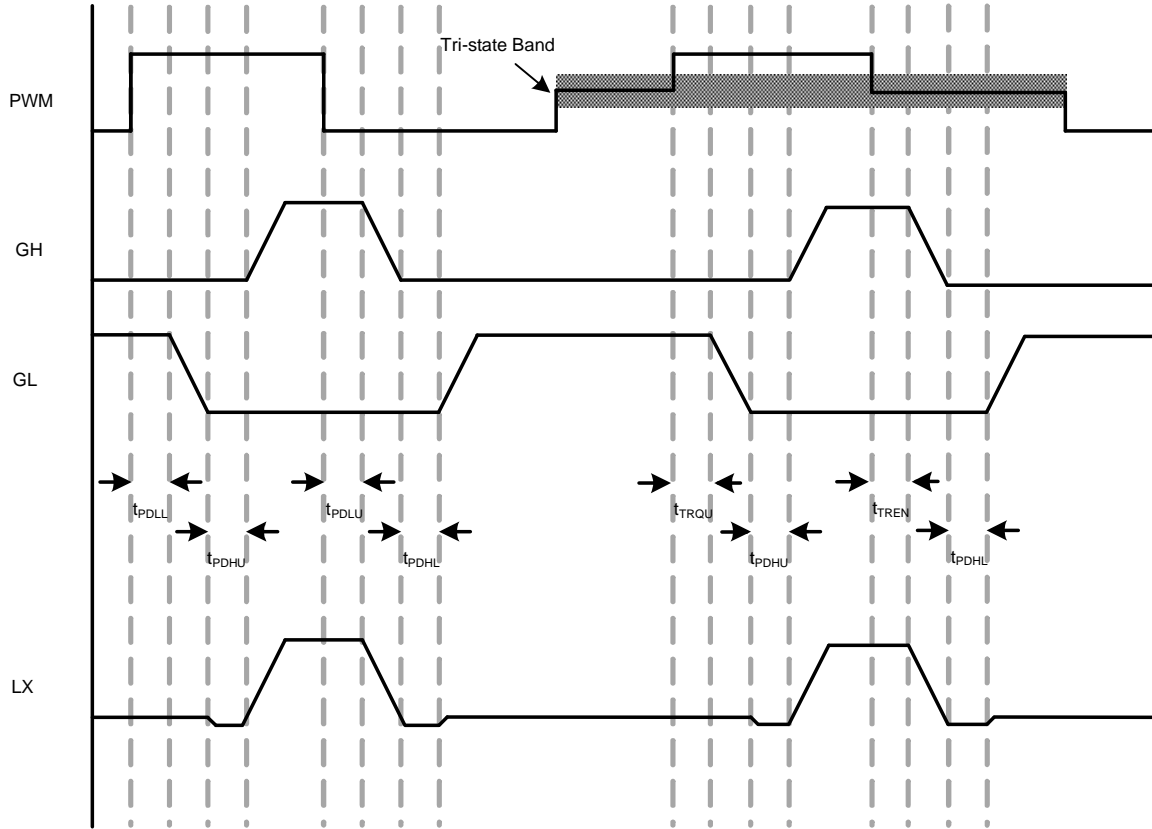 Tri-state Band
PWM
GH
GL
tPDLL
tPDLU
tTRQU
tTREN
tPDHU
tPDHL
tPDHU
tPDHL
LX